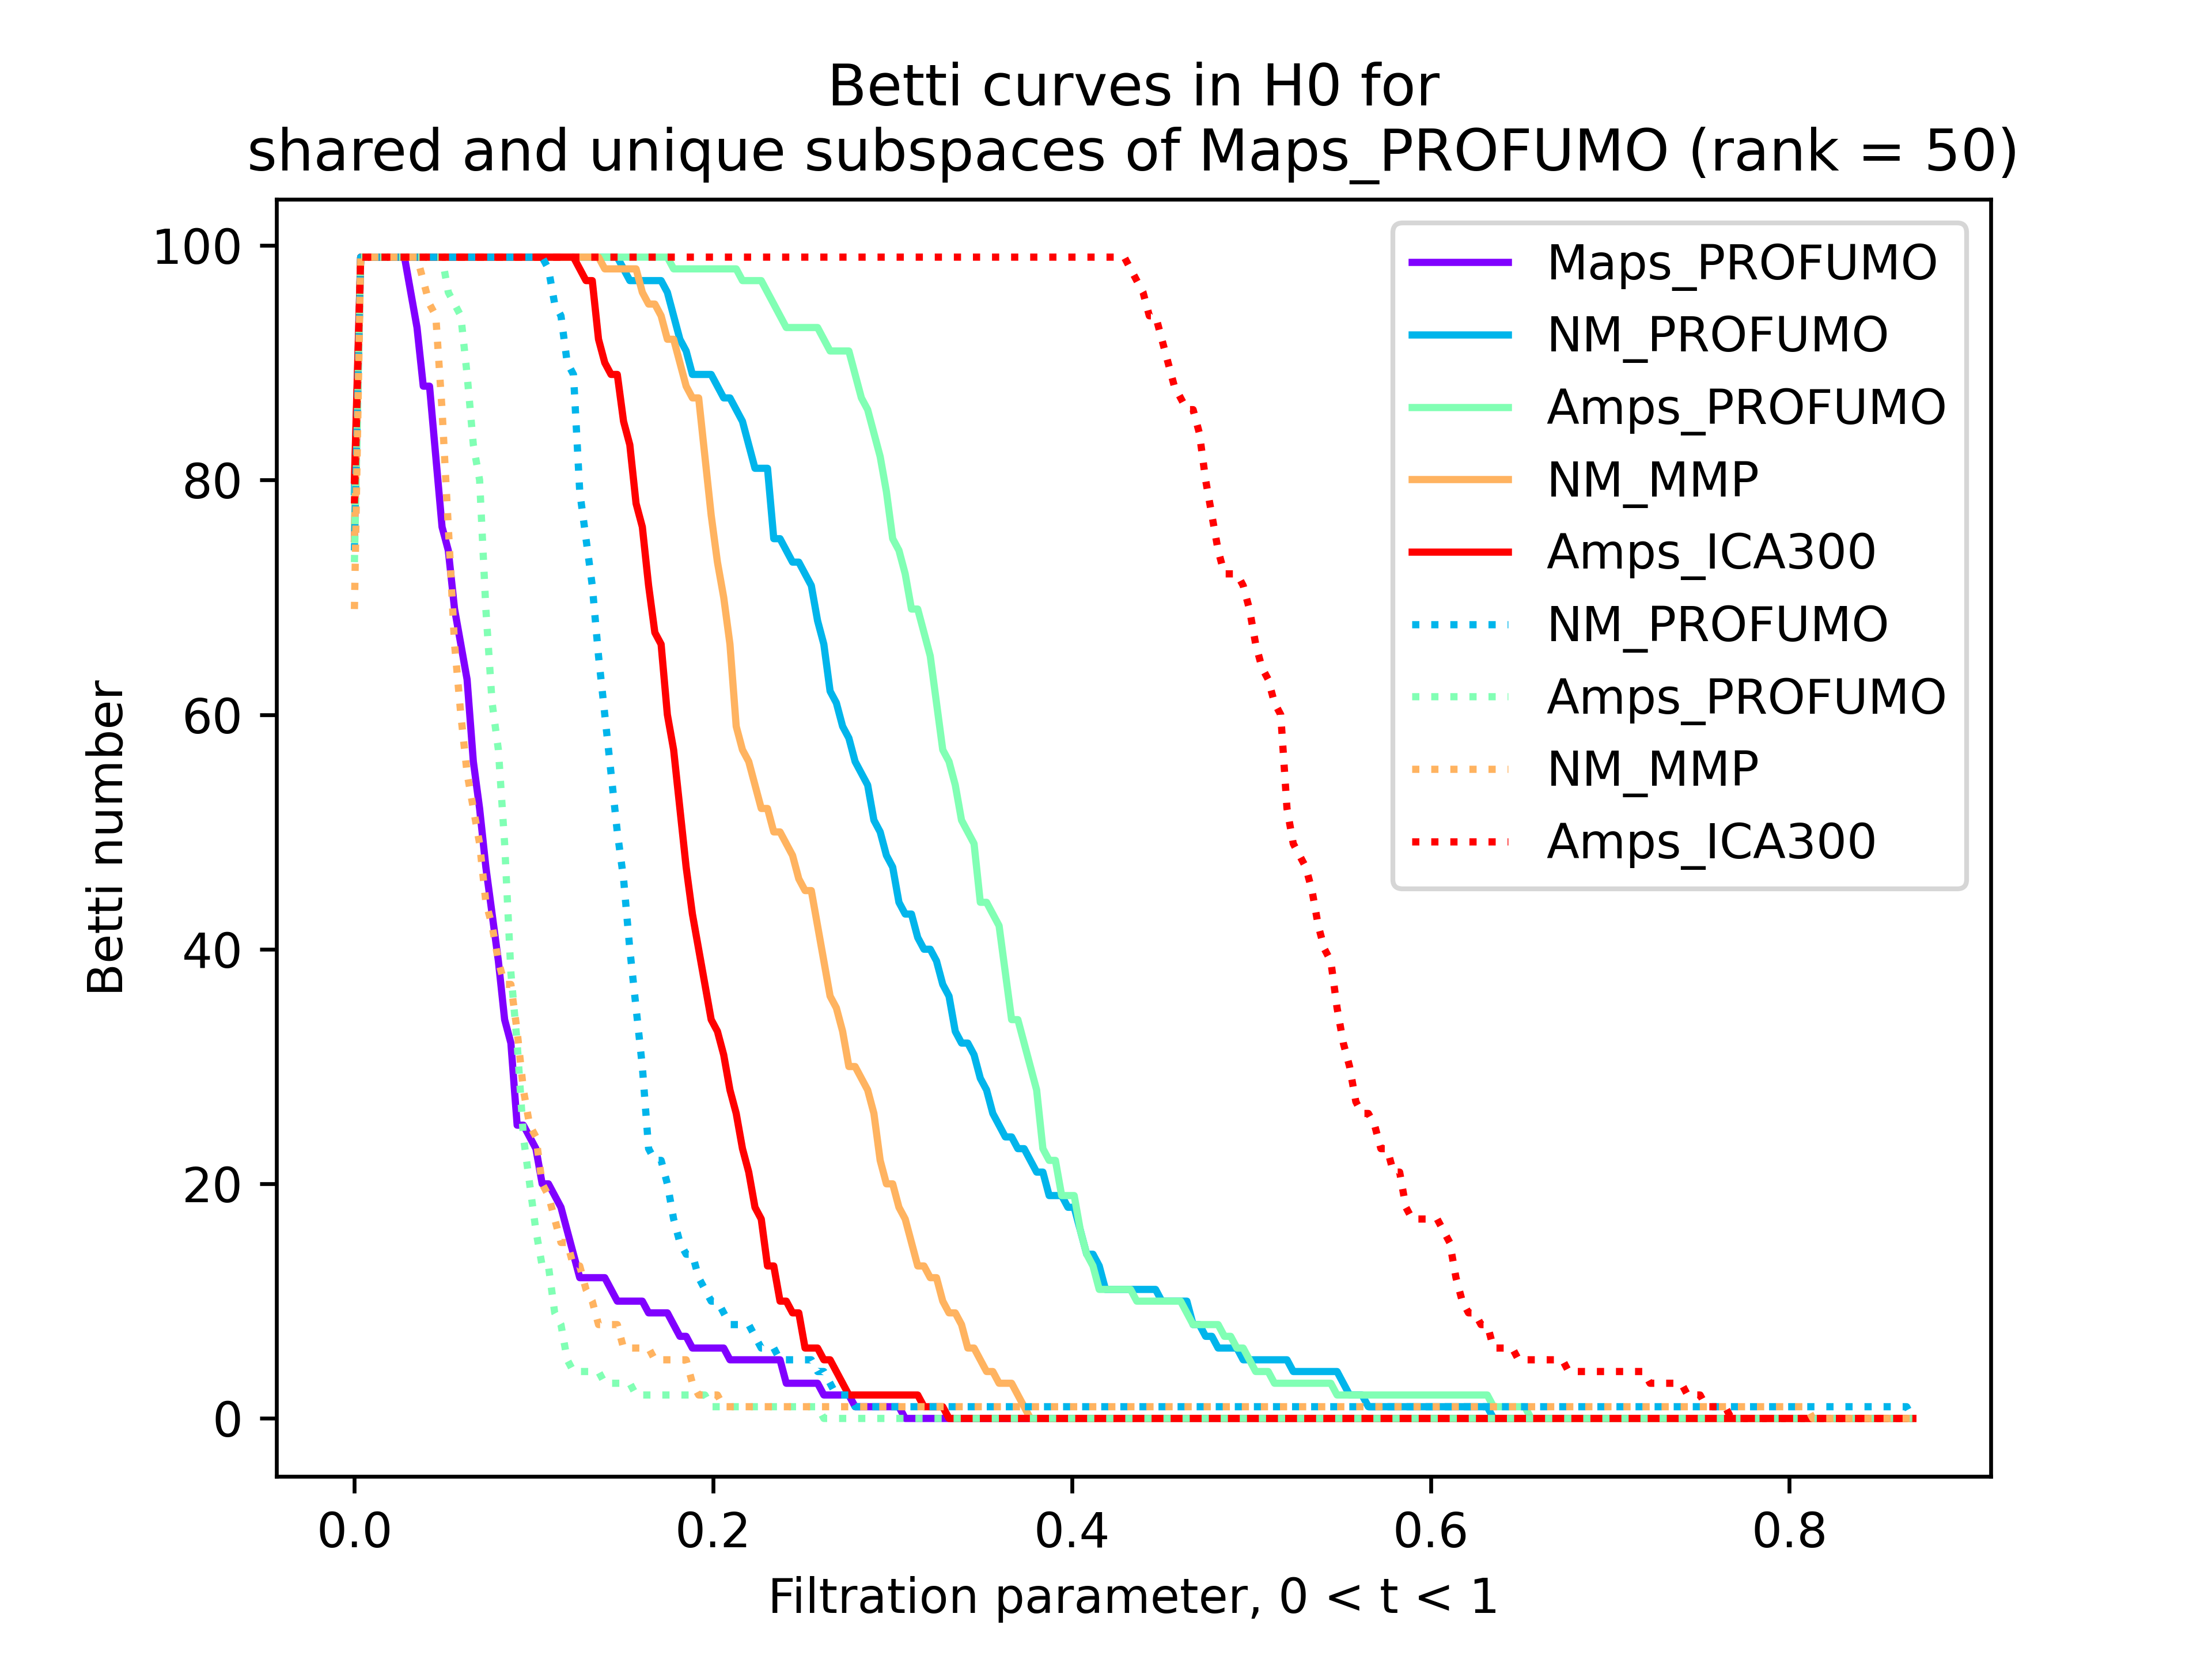 Betti curves in H0 for
shared and unique subspaces of Maps_PROFUMO (rank = 50)
100
80
60
40
20
0
Betti number
0.0 0.2 0.4 0.6 0.8
Filtration parameter, 0 < t < 1
Maps_PROFUMO
NM_PROFUMO
Amps_PROFUMO
NM_MMP
Amps_ICA300
NM_PROFUMO
Amps_PROFUMO
NM_MMP
Amps_ICA300